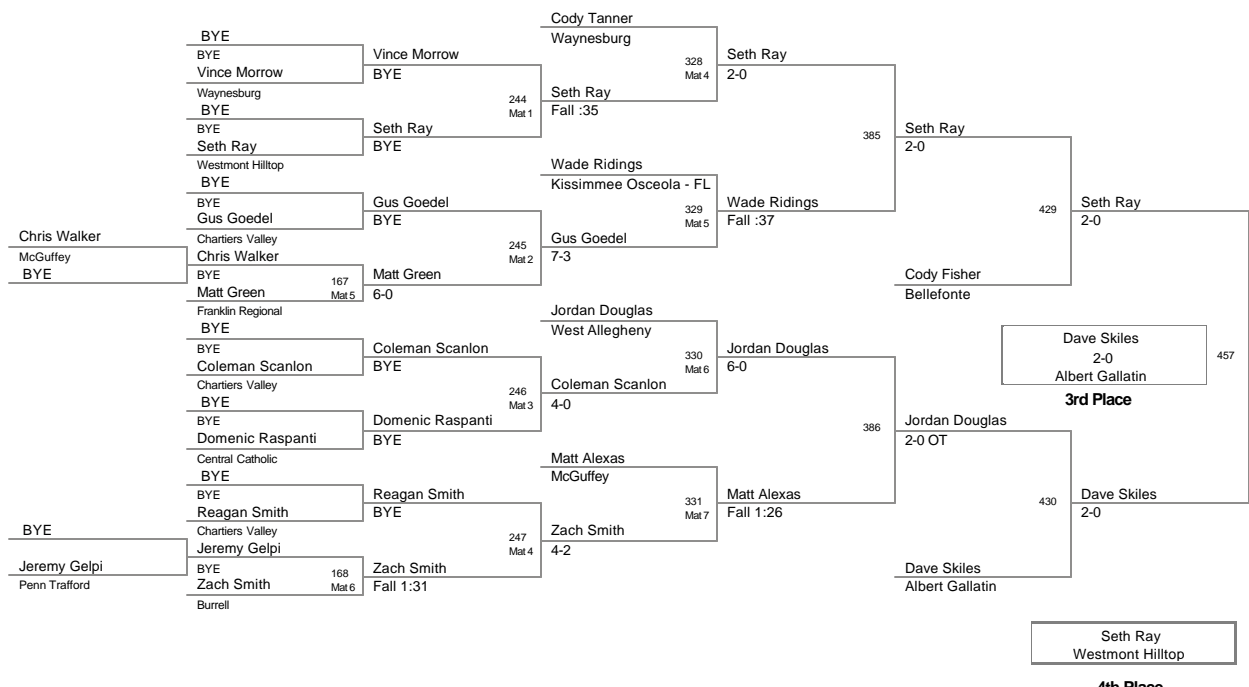 Chris Walker
McGuffey
BYE
BYE
Jeremy Gelpi
Penn Trafford
BYE
BYE
Vince Morrow
Waynesburg
BYE
BYE
Seth Ray
Westmont Hilltop
BYE
BYE
Gus Goedel
Chartiers Valley
Chris Walker
BYE
Matt Green
Franklin Regional
167
Mat 5
BYE
BYE
Coleman Scanlon
Chartiers Valley
BYE
BYE
Domenic Raspanti
Central Catholic
BYE
BYE
Reagan Smith
Chartiers Valley
Jeremy Gelpi
BYE
Zach Smith
Burrell
168
Mat 6
Vince Morrow
BYE
244
Mat 1
Seth Ray
BYE
Gus Goedel
BYE
245
Mat 2
Matt Green
6-0
Coleman Scanlon
BYE
246
Mat 3
Domenic Raspanti
BYE
Reagan Smith
BYE
247
Mat 4
Zach Smith
Fall 1:31
Cody Tanner
Waynesburg
328
Mat 4
Seth Ray
Fall :35
Wade Ridings
Kissimmee Osceola - FL
329
Mat 5
Gus Goedel
7-3
Jordan Douglas
West Allegheny
330
Mat 6
Coleman Scanlon
4-0
Matt Alexas
McGuffey
331
Mat 7
Zach Smith
4-2
Seth Ray
2-0
385
Wade Ridings
Fall :37
Jordan Douglas
6-0
386
Matt Alexas
Fall 1:26
Seth Ray
2-0
429
Cody Fisher
Bellefonte
Jordan Douglas
2-0 OT
430
Dave Skiles
Albert Gallatin
Seth Ray
2-0
Dave Skiles
2-0
Albert Gallatin
457
3rd Place
Dave Skiles
2-0
Seth Ray
Westmont Hilltop
4th Place